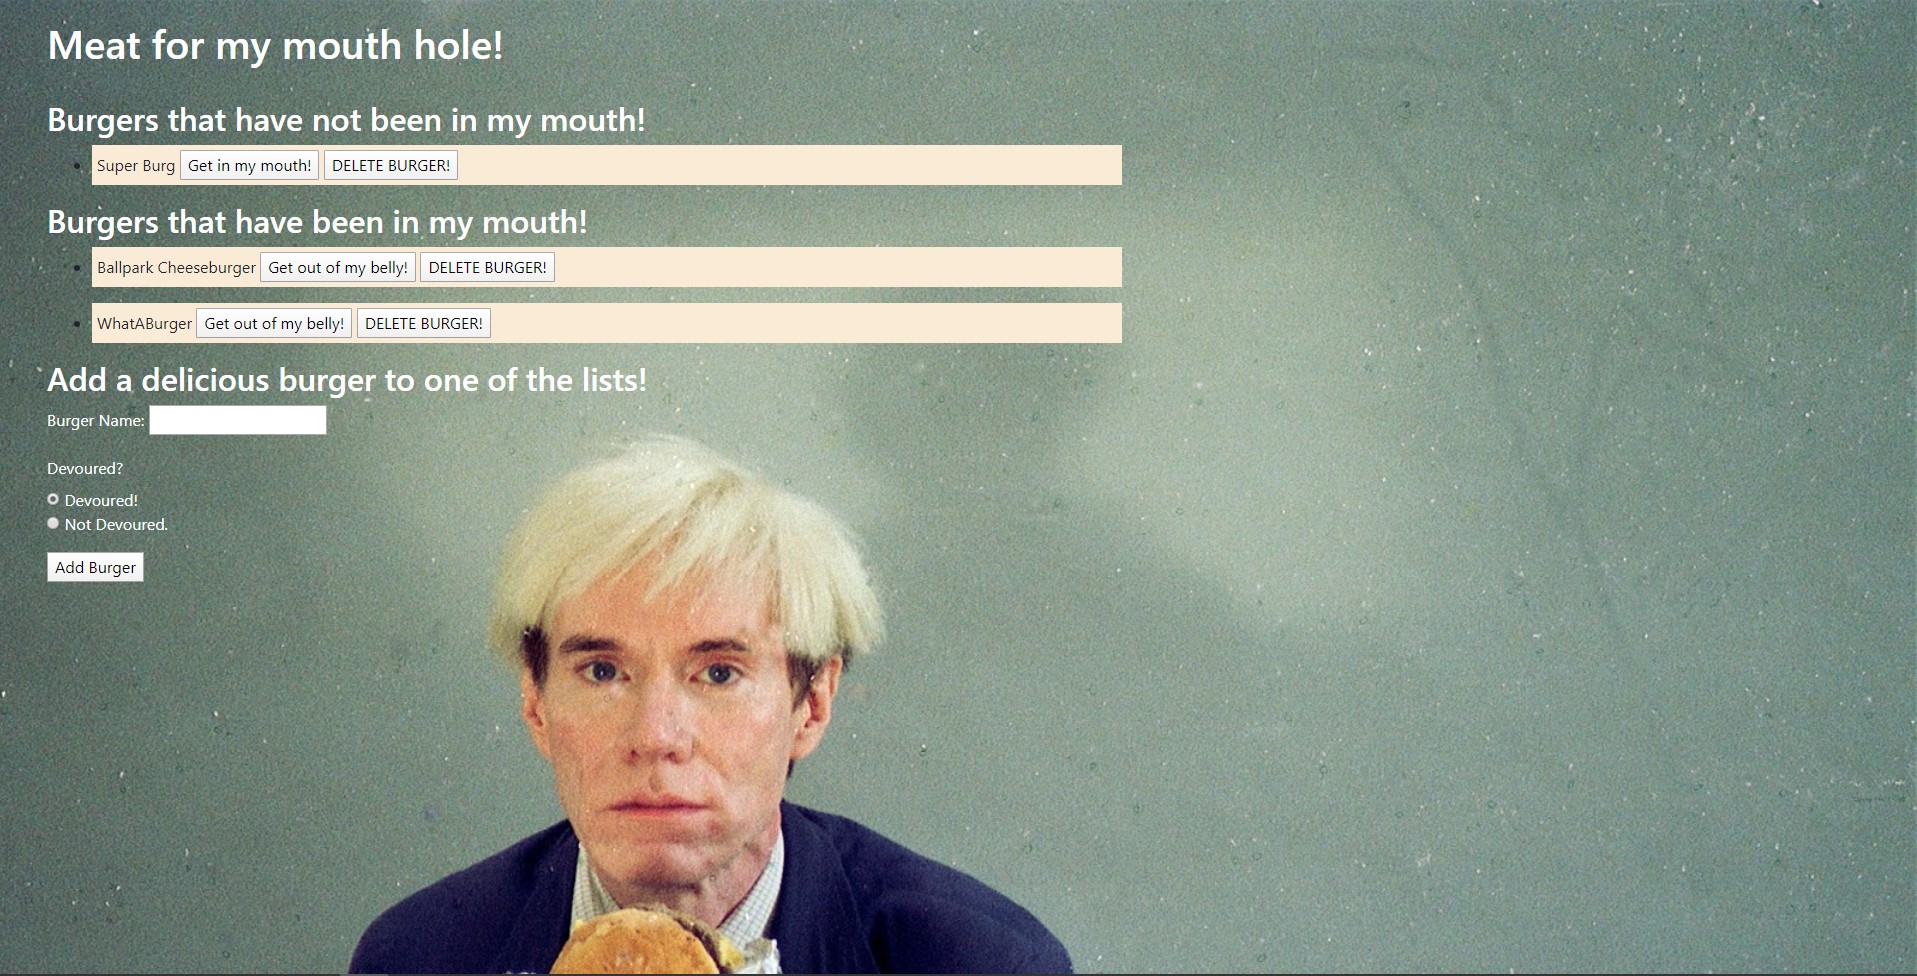 Meat for my mouth hole!
Burgers that have not been in my mouth!
Super Burg Get in my mouth! DELETE BURGER!
Burgers that have been in my mouth!
Ballpark Cheeseburger Get out of my belly! DELETE BURGER!
WhatABurger Get out of my belly! DELETE BURGER!
Add a delicious burger to one of the lists!
Burger Name:
Devoured?
Devoured!
Not Devoured.
Add Burger